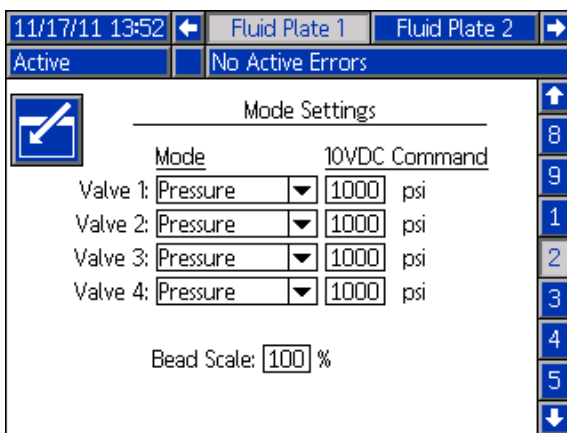 11/17/11 13:52 Fluid Plate 1 Fluid Plate 2
Active No Active Errors
Mode Settings
Mode 10VDC Command
Valve 1: Pressure 1000 psi
Valve 2: Pressure 1000 psi
Valve 3: Pressure 1000 psi
Valve 4: Pressure 1000 psi
Bead Scale: 100 %
8
9
1
2
3
4
5